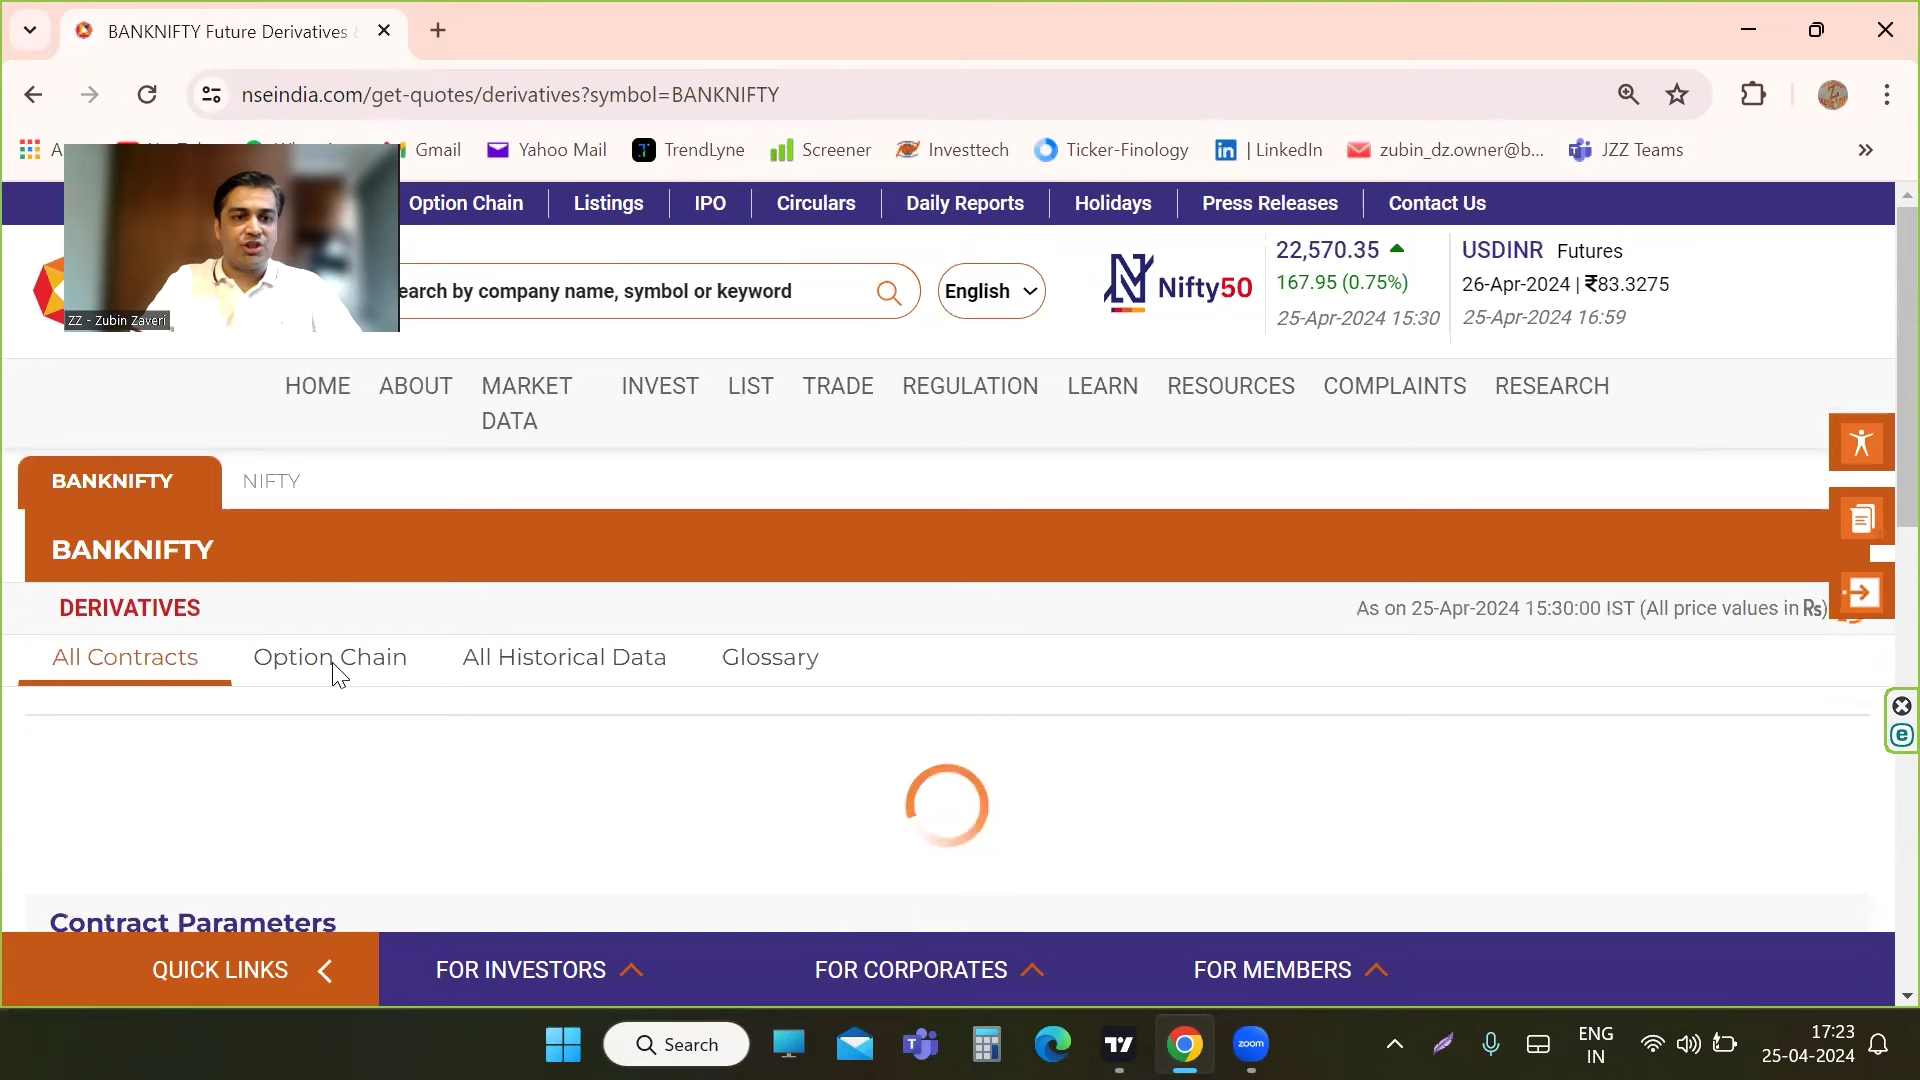 BANKNIFTY Future Derivatives
nseindia.com/get-quotes/derivatives?symbol=BANKNIFTY
Gmail
Yahoo Mail
TrendLyne
Screener
Investtech
Ticker-Finology
| LinkedIn
zubin_dz.owner@b...
JZZ Teams
Option Chain
Listings
IPO
Circulars
Daily Reports
Holidays
Press Releases
Contact Us
ZZ - Zubin Zaveri
earch by company name, symbol or keyword
English
Nifty50
22,570.35
167.95 (0.75%)
25-Apr-2024 15:30
USDINR Futures
26-Apr-2024 | ₹83.3275
25-Apr-2024 16:59
HOME
ABOUT
MARKET
DATA
INVEST
LIST
TRADE
REGULATION
LEARN
RESOURCES
COMPLAINTS
RESEARCH
BANKNIFTY
NIFTY
BANKNIFTY
DERIVATIVES
As on 25-Apr-2024 15:30:00 IST (All price values in ₨)
All Contracts
Option Chain
All Historical Data
Glossary
Contract Parameters
QUICK LINKS
FOR INVESTORS
FOR CORPORATES
FOR MEMBERS
Search
zoom
ENG
IN
17:23
25-04-2024